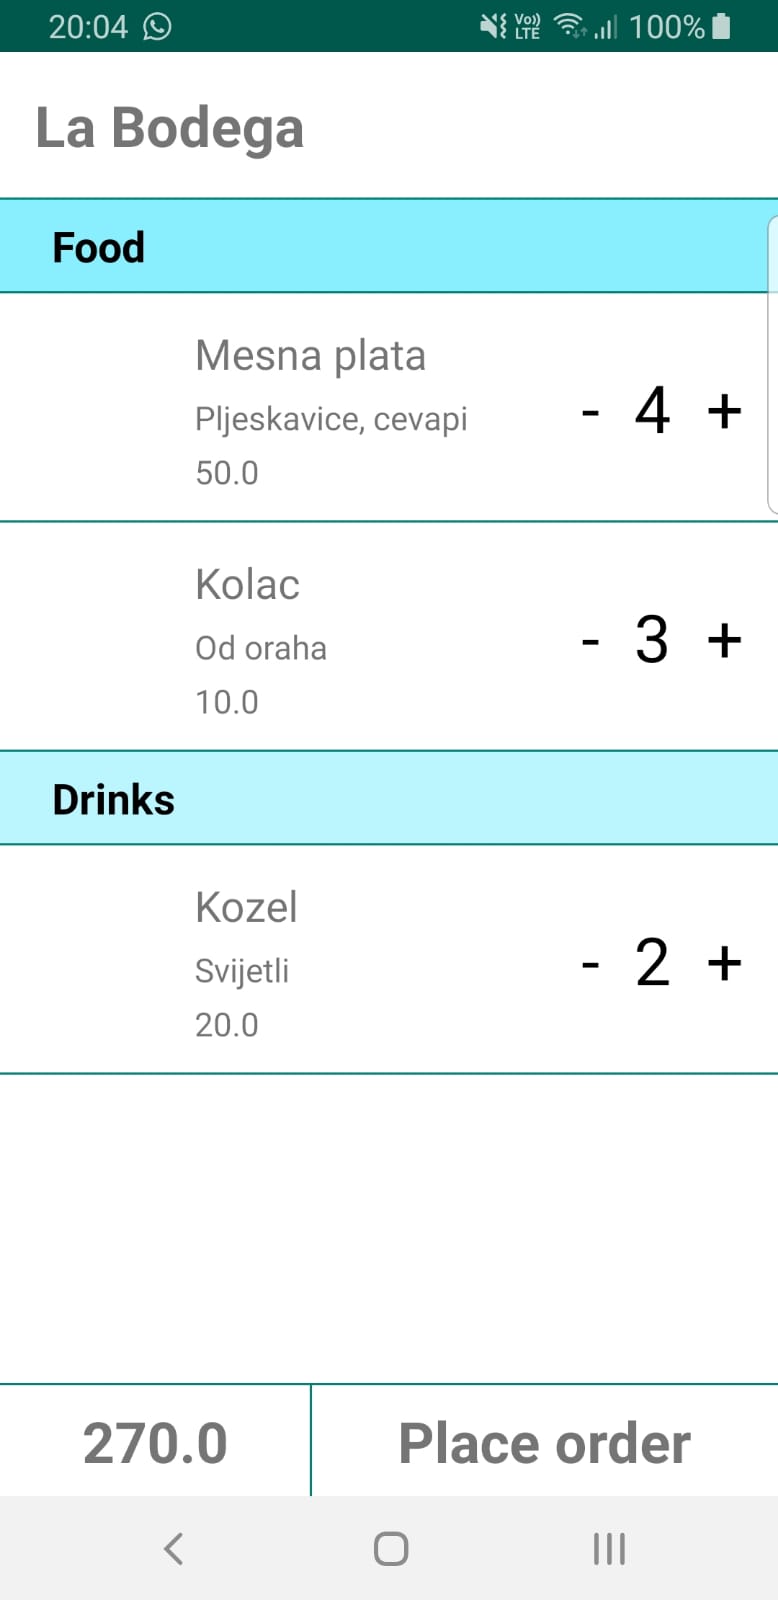 20:04 Vo)) LTE 100%
La Bodega
Food
Mesna plata
Pljeskavice, cevapi
50.0
- 4 +
Kolac
Od oraha
10.0
- 3 +
Drinks
Kozel
Svijetli
20.0
- 2 +
270.0 Place order